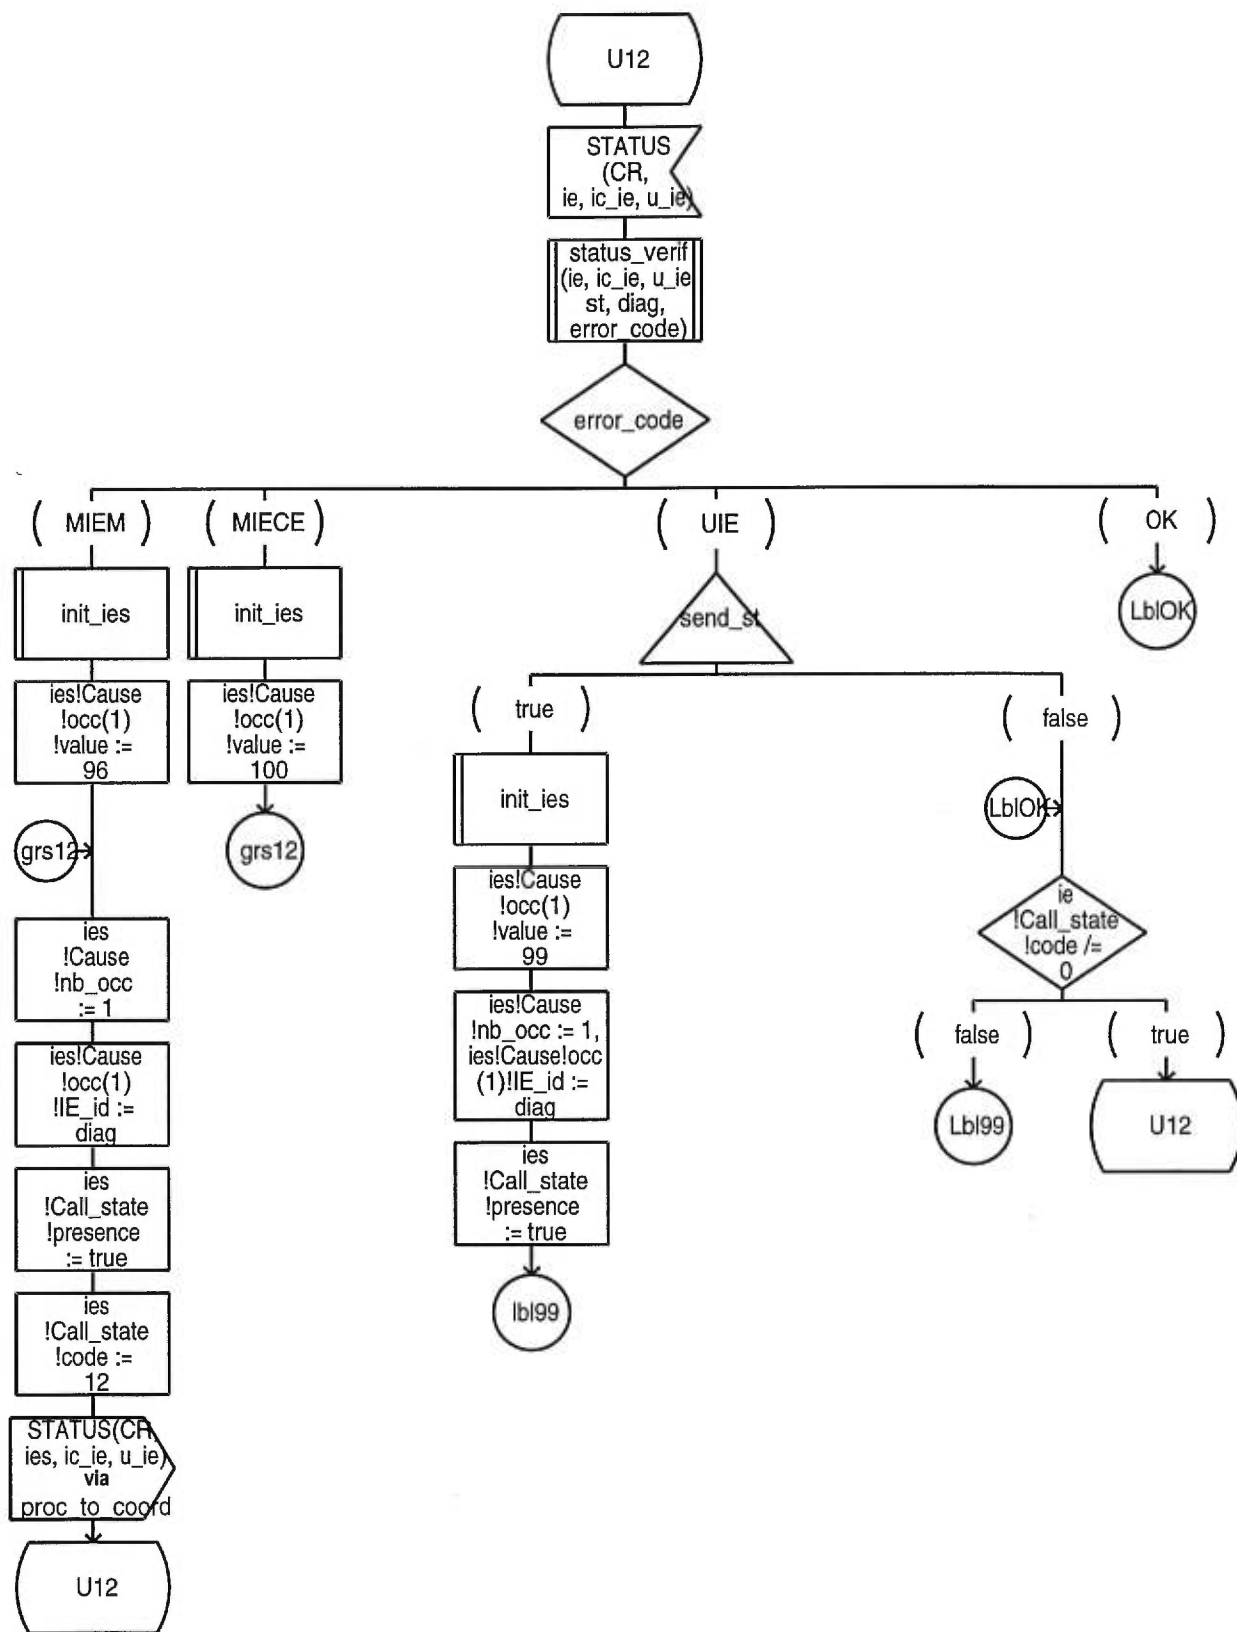 U12
STATUS
(CR,
ie, ic_ie, u_ie)
status_verif
(ie, ic_ie, u_ie
st, diag,
error_code)
error_code
( MIEM )
( MIECE )
( UIE )
( OK )
init_ies
init_ies
send_st
LblOK
ies!Cause
!occ(1)
!value :=
96
ies!Cause
!occ(1)
!value :=
100
( true )
( false )
init_ies
LblOK
grs12
grs12
ies!Cause
!occ(1)
!value :=
99
ie
!Call_state
!code /=
0
ies
!Cause
!nb_occ
:= 1
ies!Cause
!nb_occ := 1,
ies!Cause!occ
(1)!IE_id :=
diag
( false )
( true )
ies!Cause
!occ(1)
!IE_id :=
diag
Lbl99
U12
ies
!Call_state
!presence
:= true
ies
!Call_state
!presence
:= true
lbl99
ies
!Call_state
!code :=
12
STATUS(CR,
ies, ic_ie, u_ie)
via
proc_to_coord
U12